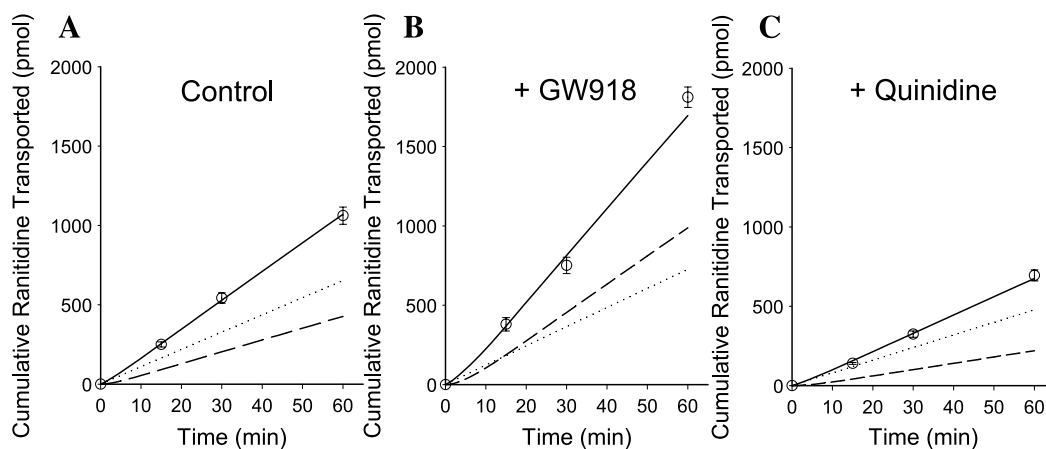 A
Cumulative Ranitidine Transported (pmol)
2000
1500
1000
500
0
Control
0 10 20 30 40 50 60
Time (min)
B
Cumulative Ranitidine Transported (pmol)
2000
1500
1000
500
0
+ GW918
0 10 20 30 40 50 60
Time (min)
C
Cumulative Ranitidine Transported (pmol)
2000
1500
1000
500
0
+ Quinidine
0 10 20 30 40 50 60
Time (min)